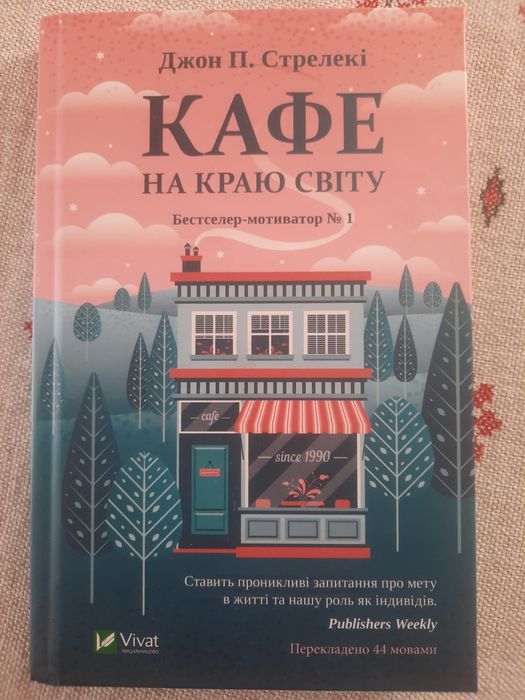 Джон П. Стрелекі
КАФЕ
НА КРАЮ СВІТУ
Бестселер-мотиватор № 1
cafe
since 1990
Ставить проникливі запитання про мету
в житті та нашу роль як індивідів.
Publishers Weekly
Vivat
ВИДАВНИЦТВО
Перекладено 44 мовами